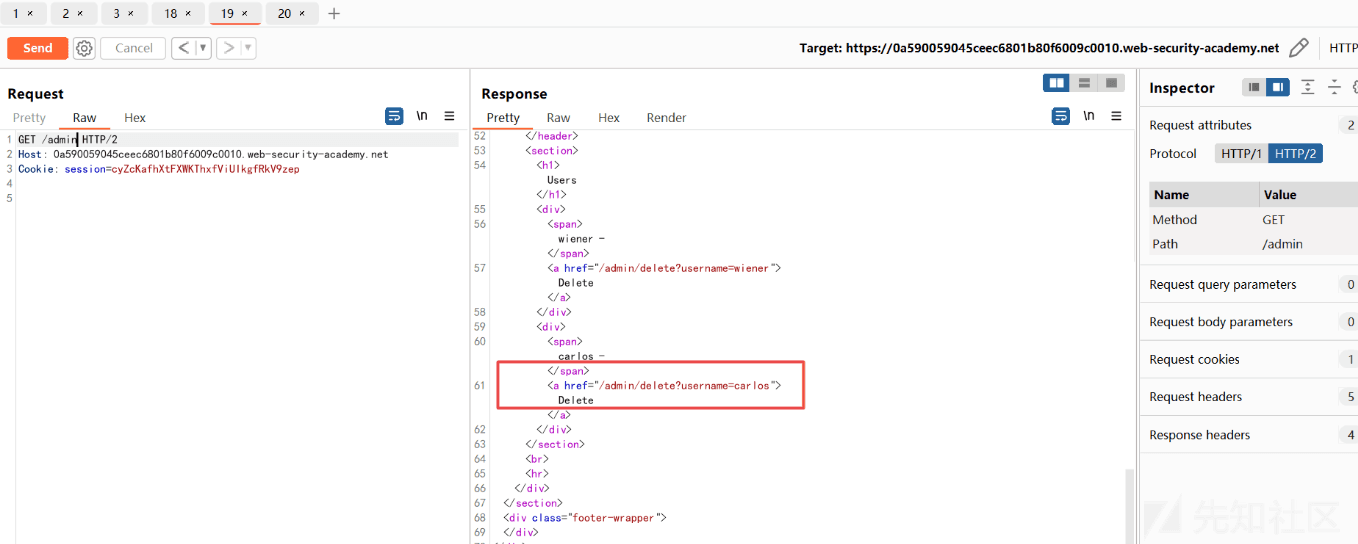 1 × 2 × 3 × 18 × 19 × 20 × +
Send Cancel < ▼ > ▼ Target: https://0a590059045ceec6801b80f6009c0010.web-security-academy.net
Request
Pretty Raw Hex \n
1 GET /admin HTTP/2
2 Host: 0a590059045ceec6801b80f6009c0010.web-security-academy.net
3 Cookie: session=cyZcKafhXtFXWKThxfViUIkgfRkV9zep
4
5
Response
Pretty Raw Hex Render \n
52 </header>
53 <section>
54 <h1>
Users
</h1>
55 <div>
56 <span>
wiener -
</span>
57 <a href="/admin/delete?username=wiener">
Delete
</a>
58 </div>
59 <div>
60 <span>
carlos -
</span>
61 <a href="/admin/delete?username=carlos">
Delete
</a>
62 </div>
63 </section>
64 <br>
65 <hr>
66 </div>
67 </section>
68 <div class="footer-wrapper">
69 </div>
Inspector
Request attributes 2
Protocol HTTP/1 HTTP/2
Name Value
Method GET
Path /admin
Request query parameters 0
Request body parameters 0
Request cookies 1
Request headers 5
Response headers 4
先知社区